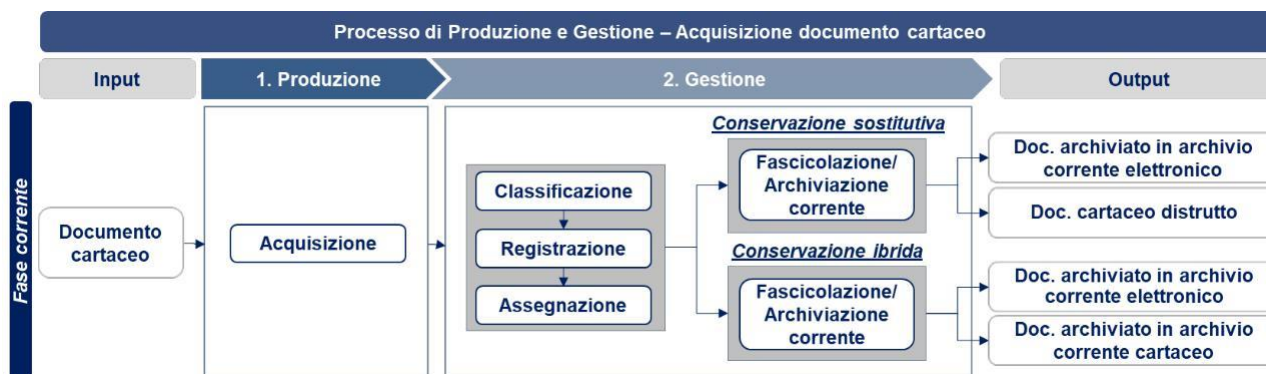 Processo di Produzione e Gestione – Acquisizione documento cartaceo
Input
1. Produzione
2. Gestione
Output
Fase corrente
Documento
cartaceo
Acquisizione
Classificazione
Registrazione
Assegnazione
Conservazione sostitutiva
Fascicolazione/
Archiviazione
corrente
Conservazione ibrida
Fascicolazione/
Archiviazione
corrente
Doc. archiviato in archivio
corrente elettronico
Doc. cartaceo distrutto
Doc. archiviato in archivio
corrente elettronico
Doc. archiviato in archivio
corrente cartaceo